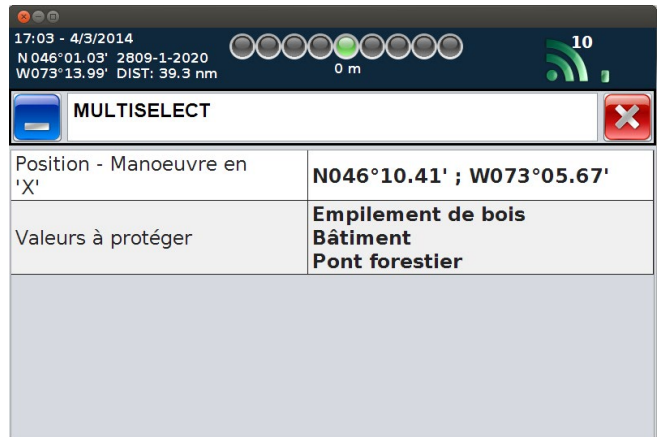 17:03 - 4/3/2014
N 046°01.03' 2809-1-2020
W073°13.99' DIST: 39.3 nm
0 m
10
MULTISELECT
Position - Manoeuvre en
'X'
N046°10.41' ; W073°05.67'
Valeurs à protéger
Empilement de bois
Bâtiment
Pont forestier